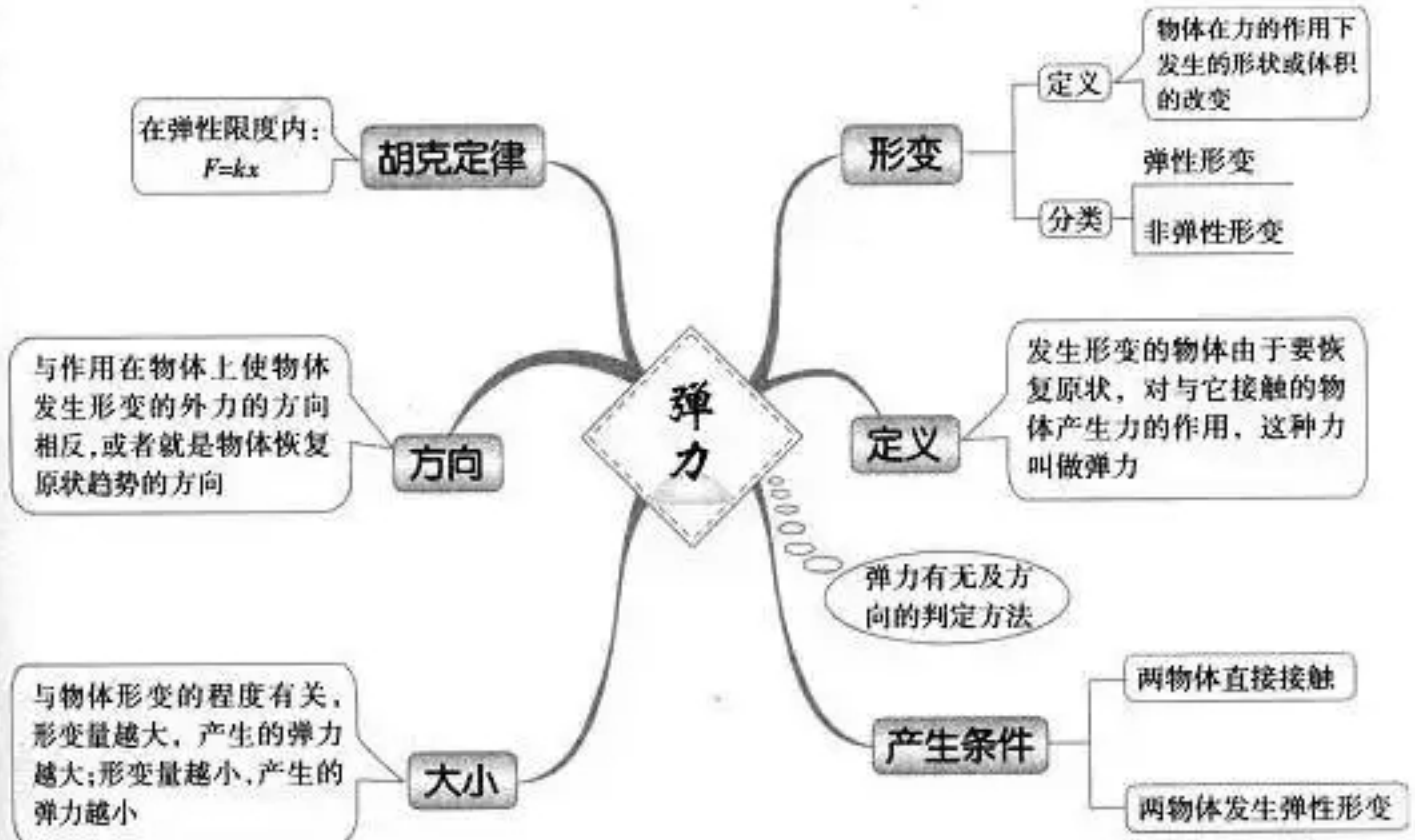 弹
力
形变
定义
物体在力的作用下
发生的形状或体积
的改变
分类
弹性形变
非弹性形变
定义
发生形变的物体由于要恢
复原状，对与它接触的物
体产生力的作用，这种力
叫做弹力
弹力有无及方
向的判定方法
产生条件
两物体直接接触
两物体发生弹性形变
胡克定律
在弹性限度内：
F=kx
方向
与作用在物体上使物体
发生形变的外力的方向
相反,或者就是物体恢复
原状趋势的方向
大小
与物体形变的程度有关，
形变量越大，产生的弹力
越大;形变量越小,产生的
弹力越小